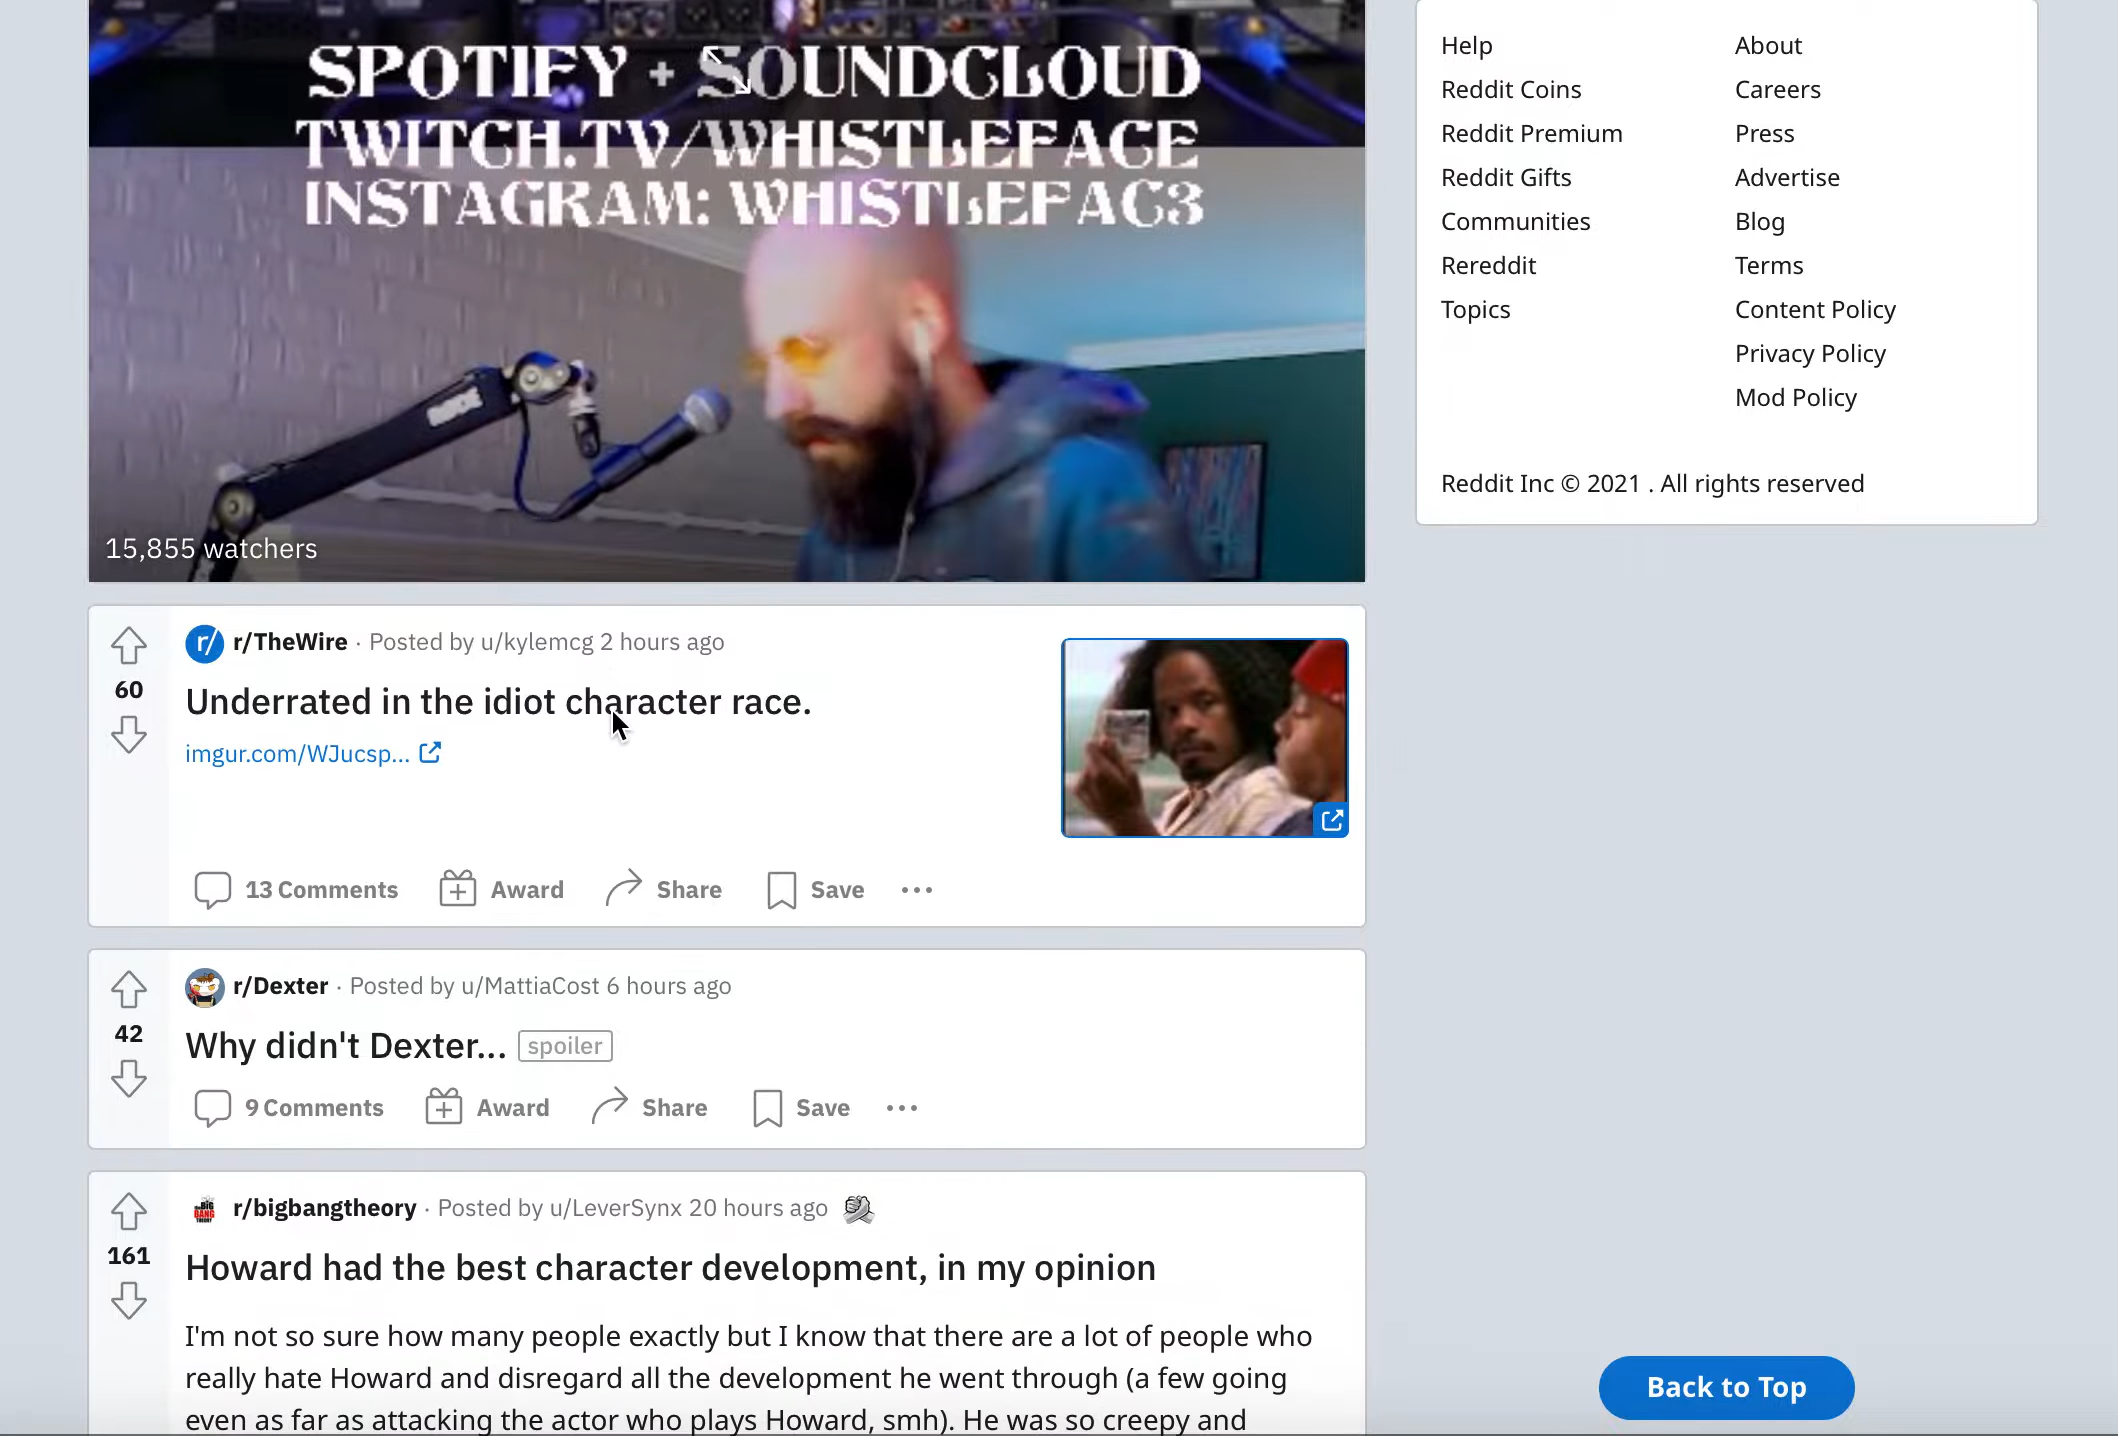 SPOTIFY + SOUNDCLOUD
TWITCH.TV/WHISTLEFACE
INSTAGRAM: WHISTLEFAC3
15,855 watchers
r/ r/TheWire · Posted by u/kylemcg 2 hours ago
60
Underrated in the idiot character race.
imgur.com/WJucsp...
13 Comments Award Share Save
r/Dexter · Posted by u/MattiaCost 6 hours ago
42
Why didn't Dexter... spoiler
9 Comments Award Share Save
BIG BANG THEORY r/bigbangtheory · Posted by u/LeverSynx 20 hours ago
161
Howard had the best character development, in my opinion
I'm not so sure how many people exactly but I know that there are a lot of people who
really hate Howard and disregard all the development he went through (a few going
even as far as attacking the actor who plays Howard, smh). He was so creepy and
Help
Reddit Coins
Reddit Premium
Reddit Gifts
Communities
Rereddit
Topics
About
Careers
Press
Advertise
Blog
Terms
Content Policy
Privacy Policy
Mod Policy
Reddit Inc © 2021 . All rights reserved
Back to Top